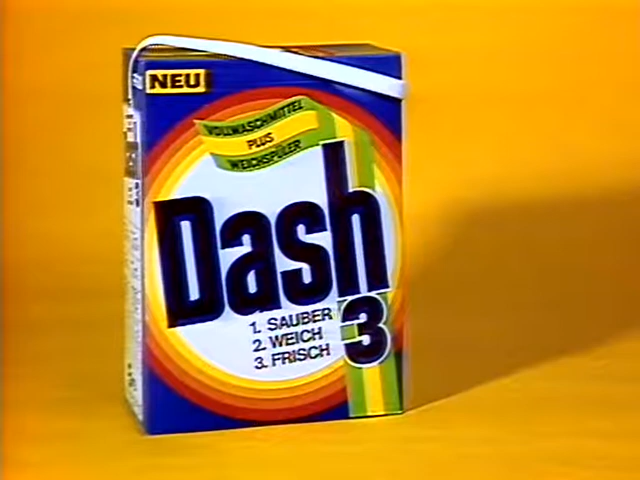 NEU
VOLLWASCHMITTEL
PLUS
WEICHSPÜLER
Dash
3
1. SAUBER
2. WEICH
3. FRISCH